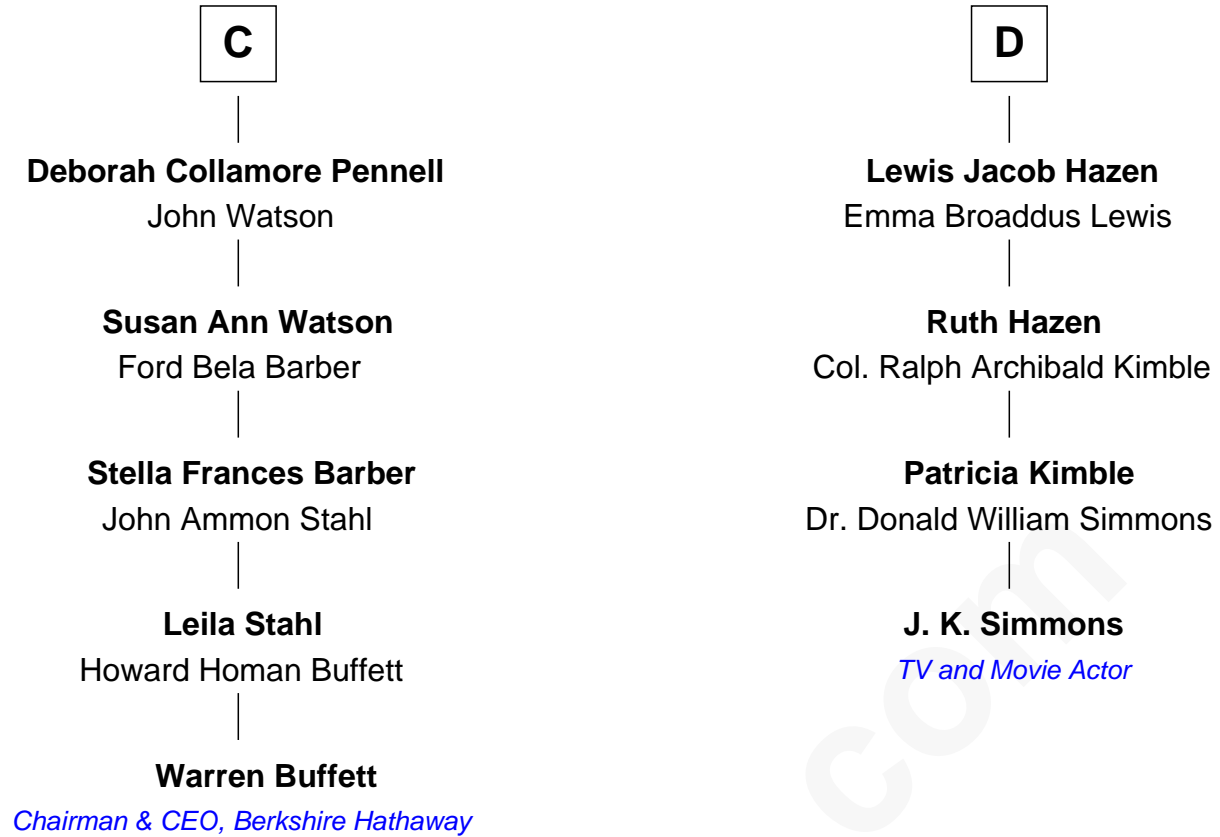 C
Deborah Collamore Pennell
John Watson
Susan Ann Watson
Ford Bela Barber
Stella Frances Barber
John Ammon Stahl
Leila Stahl
Howard Homan Buffett
Warren Buffett
Chairman & CEO, Berkshire Hathaway
D
Lewis Jacob Hazen
Emma Broaddus Lewis
Ruth Hazen
Col. Ralph Archibald Kimble
Patricia Kimble
Dr. Donald William Simmons
J. K. Simmons
TV and Movie Actor
com